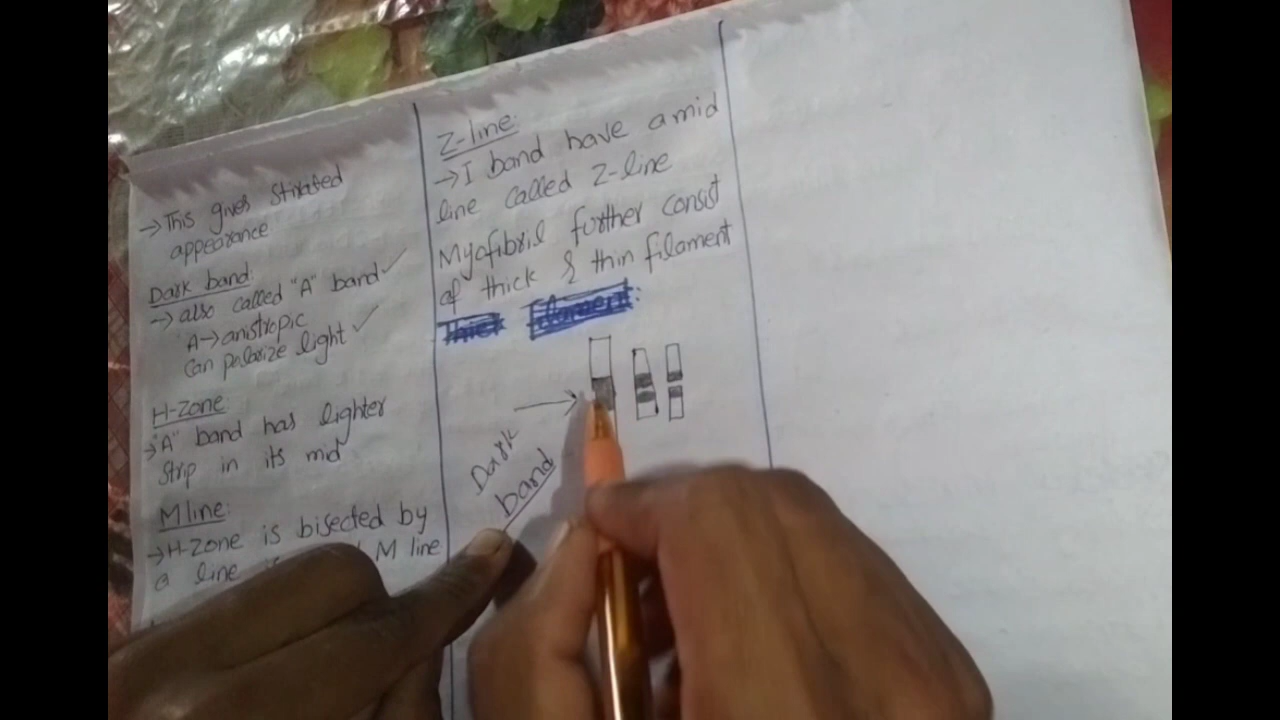 → This gives Striated
appearance
Dark band:
→ also called "A" band ✓
A → anistropic
Can polarize light ✓
H-Zone:
→ "A" band has lighter
strip in its mid
M line:
→ H-Zone is bisected by
a line M line
Z-line:
→ I band have a mid
line called Z-line
Myofibril further consist
of thick & thin filament
Thick Filament:
Dark
band